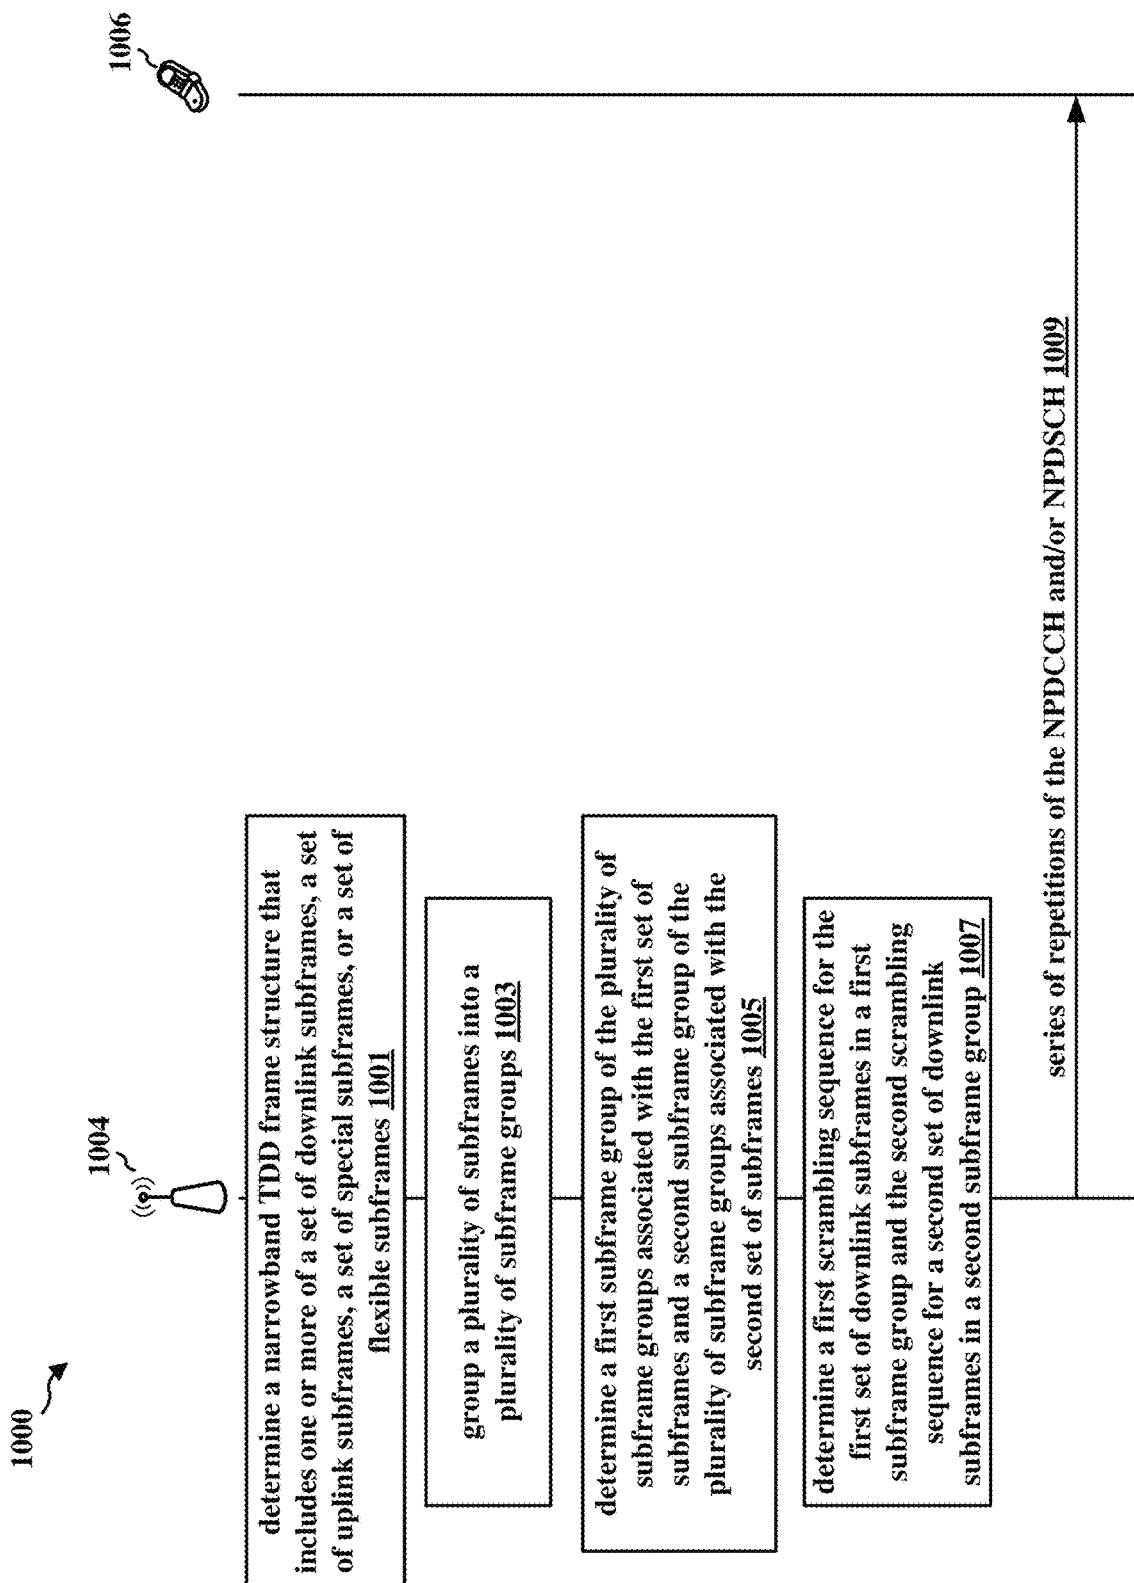 1000
1004
1006
determine a narrowband TDD frame structure that
includes one or more of a set of downlink subframes, a set
of uplink subframes, a set of special subframes, or a set of
flexible subframes 1001
group a plurality of subframes into a
plurality of subframe groups 1003
determine a first subframe group of the plurality of
subframe groups associated with the first set of
subframes and a second subframe group of the
plurality of subframe groups associated with the
second set of subframes 1005
determine a first scrambling sequence for the
first set of downlink subframes in a first
subframe group and the second scrambling
sequence for a second set of downlink
subframes in a second subframe group 1007
series of repetitions of the NPDCCH and/or NPDSCH 1009